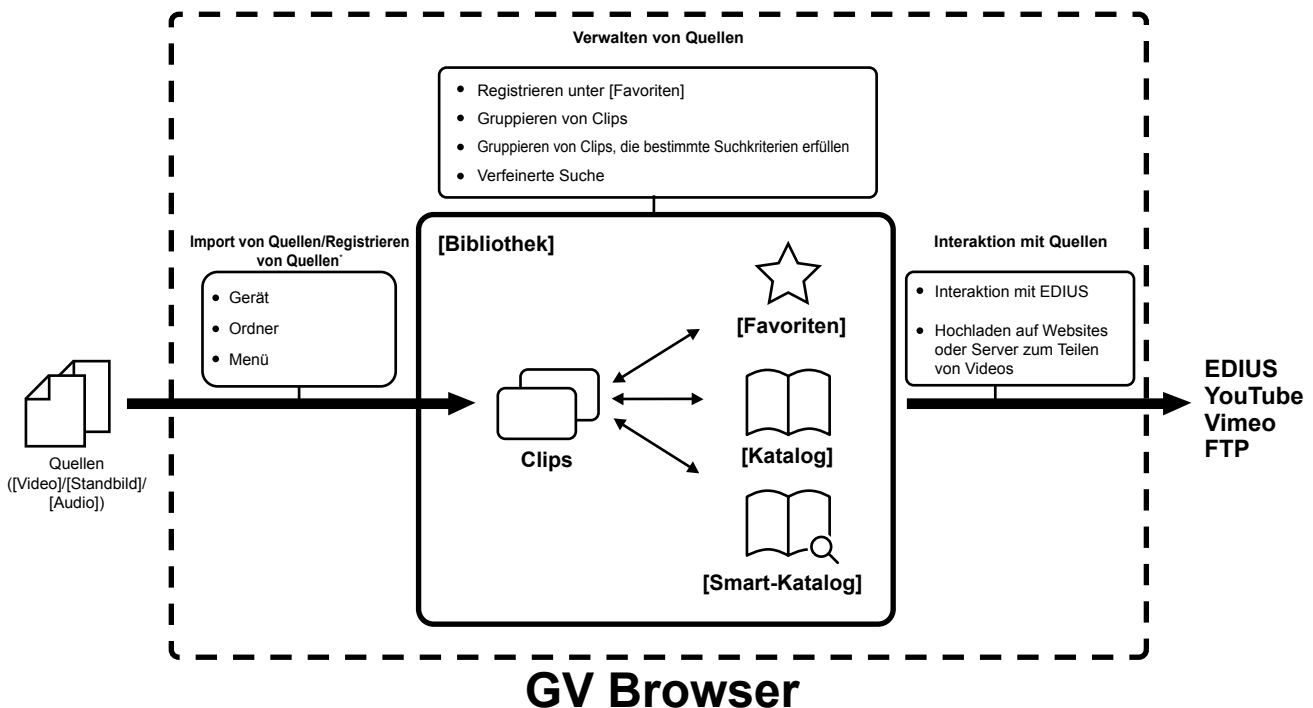 Verwalten von Quellen
• Registrieren unter [Favoriten]
• Gruppieren von Clips
• Gruppieren von Clips, die bestimmte Suchkriterien erfüllen
• Verfeinerte Suche
Import von Quellen/Registrieren
von Quellen*
• Gerät
• Ordner
• Menü
Quellen
([Video]/[Standbild]/
[Audio])
[Bibliothek]
Clips
[Favoriten]
[Katalog]
[Smart-Katalog]
Interaktion mit Quellen
• Interaktion mit EDIUS
• Hochladen auf Websites
oder Server zum Teilen
von Videos
EDIUS
YouTube
Vimeo
FTP
GV Browser